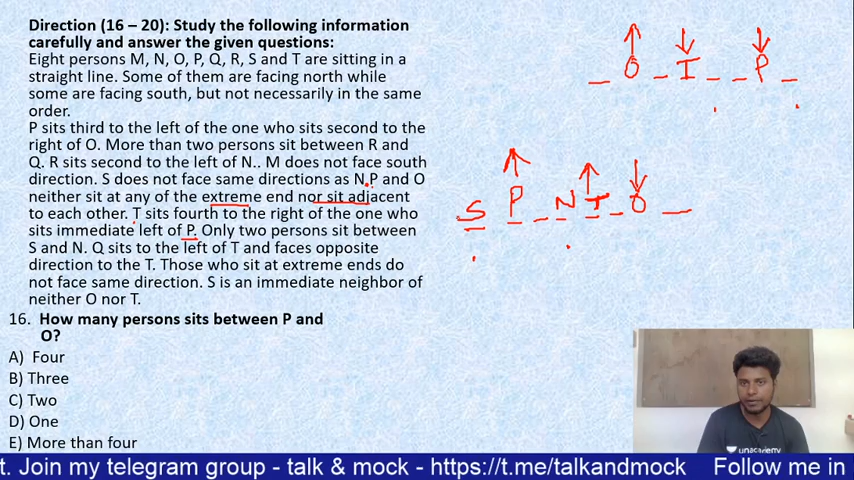 Direction (16 – 20): Study the following information
carefully and answer the given questions:
Eight persons M, N, O, P, Q, R, S and T are sitting in a
straight line. Some of them are facing north while
some are facing south, but not necessarily in the same
order.
P sits third to the left of the one who sits second to the
right of O. More than two persons sit between R and
Q. R sits second to the left of N.. M does not face south
direction. S does not face same directions as N.P and O
neither sit at any of the extreme end nor sit adjacent
to each other. T sits fourth to the right of the one who
sits immediate left of P. Only two persons sit between
S and N. Q sits to the left of T and faces opposite
direction to the T. Those who sit at extreme ends do
not face same direction. S is an immediate neighbor of
neither O nor T.
16. How many persons sits between P and
O?
A) Four
B) Three
C) Two
D) One
E) More than four
O T P
S P N T O
unacademy
t. Join my telegram group - talk & mock - https://t.me/talkandmock Follow me in